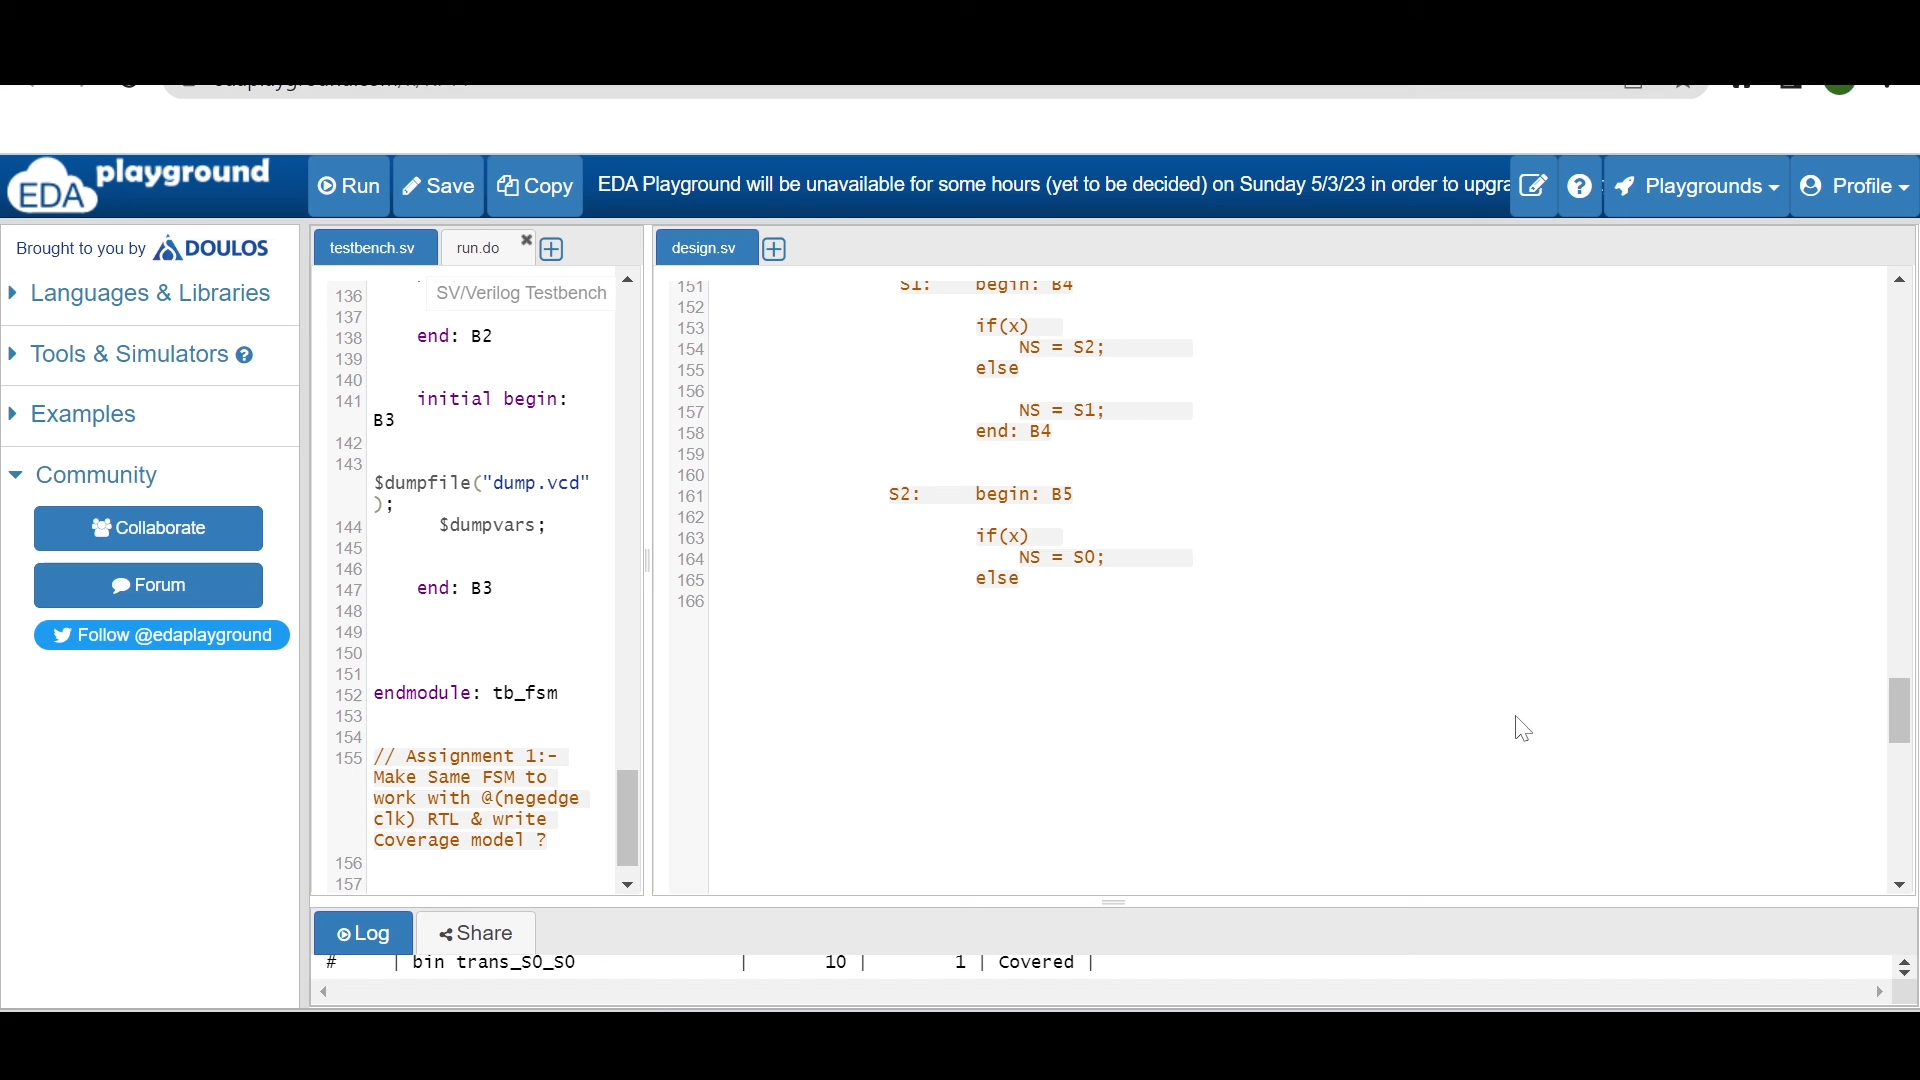 EDA playground
Run
Save
Copy
EDA Playground will be unavailable for some hours (yet to be decided) on Sunday 5/3/23 in order to upgra
Playgrounds
Profile
Brought to you by DOULOS
Languages & Libraries
Tools & Simulators
Examples
Community
Collaborate
Forum
Follow @edaplayground
testbench.sv
run.do
SV/Verilog Testbench
136
137
138 end: B2
139
140
141 initial begin:
B3
142
143
$dumpfile("dump.vcd"
);
144 $dumpvars;
145
146
147 end: B3
148
149
150
151
152 endmodule: tb_fsm
153
154
155 // Assignment 1:-
Make Same FSM to
work with @(negedge
clk) RTL & write
Coverage model ?
156
157
design.sv
151 S1: begin: B4
152
153 if(x)
154 NS = S2;
155 else
156
157 NS = S1;
158 end: B4
159
160
161 S2: begin: B5
162
163 if(x)
164 NS = S0;
165 else
166
Log
Share
# | bin trans_S0_S0 | 10 | 1 | Covered |